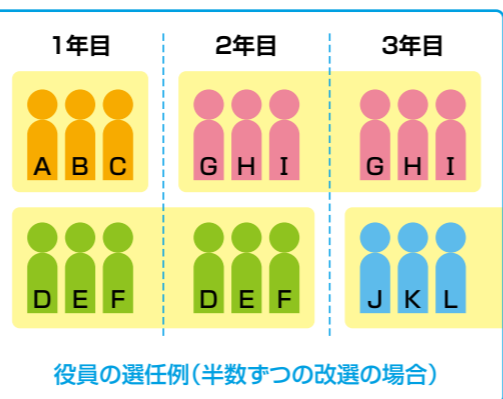 1年目 2年目 3年目
A B C G H I G H I
D E F D E F J K L
役員の選任例(半数ずつの改選の場合)